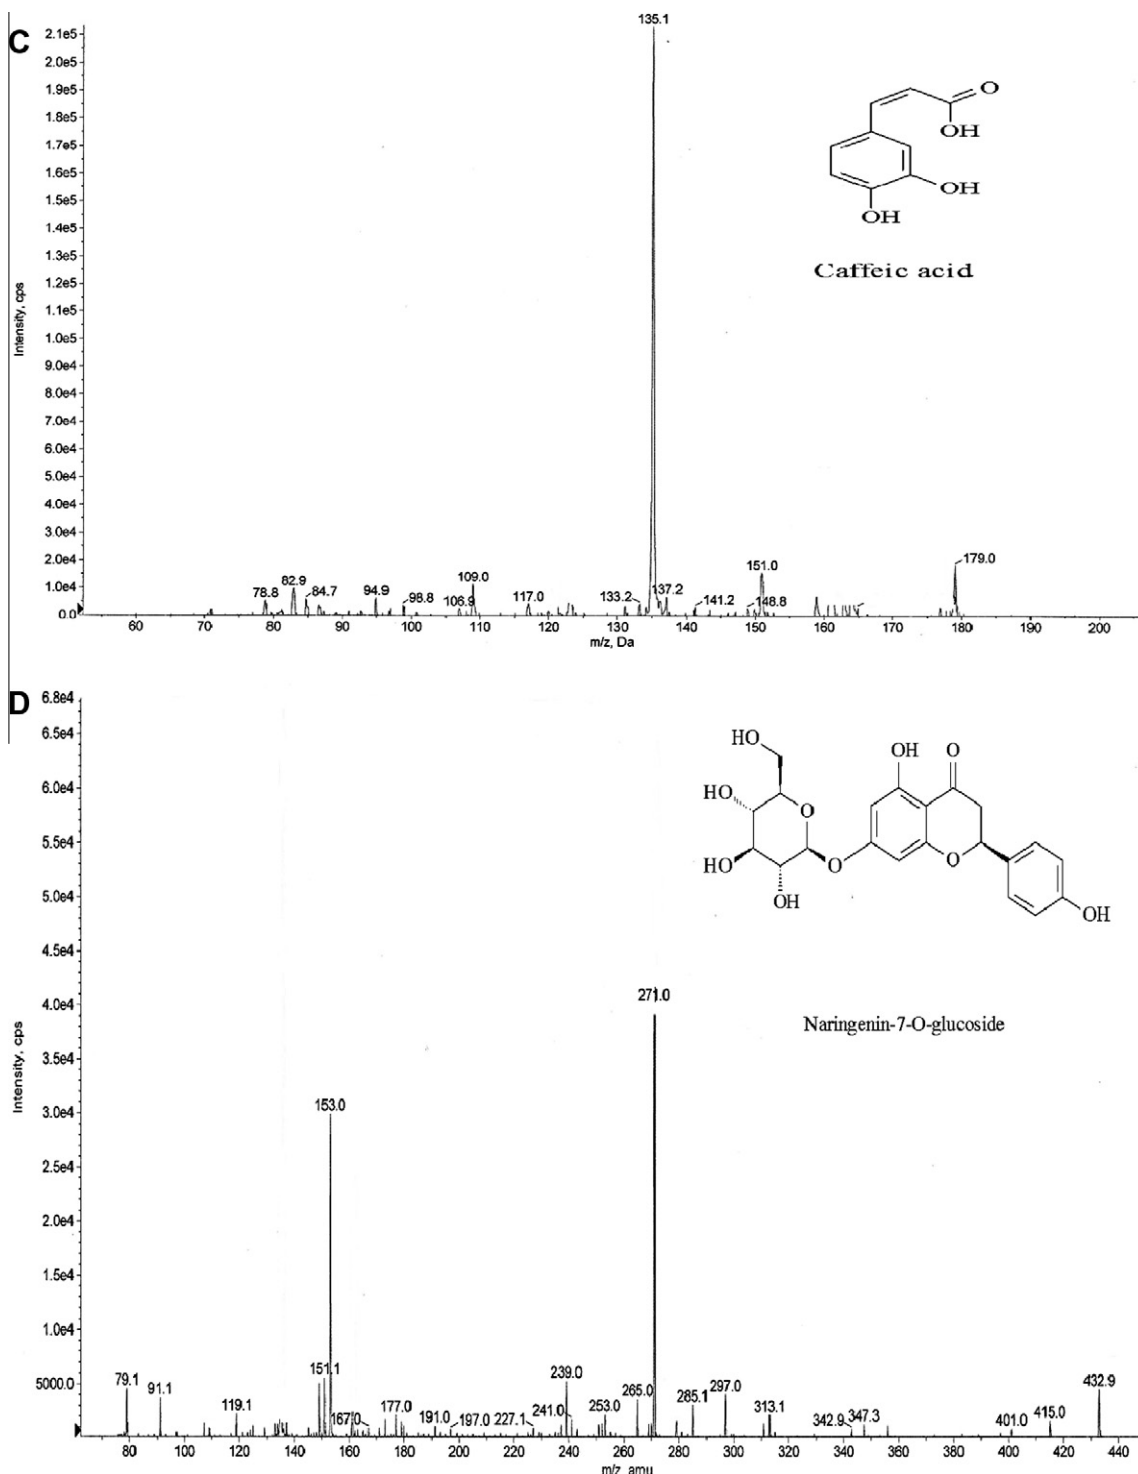 C
Intensity, cps
2.1e5
2.0e5
1.9e5
1.8e5
1.7e5
1.6e5
1.5e5
1.4e5
1.3e5
1.2e5
1.1e5
1.0e5
9.0e4
8.0e4
7.0e4
6.0e4
5.0e4
4.0e4
3.0e4
2.0e4
1.0e4
0.0
135.1
O
OH
OH
OH
Caffeic acid
78.8
82.9
84.7
94.9
98.8
106.9
109.0
117.0
133.2
137.2
141.2
148.8
151.0
179.0
60 70 80 90 100 110 120 130 140 150 160 170 180 190 200
m/z, Da
D
Intensity, cps
6.8e4
6.5e4
6.0e4
5.5e4
5.0e4
4.5e4
4.0e4
3.5e4
3.0e4
2.5e4
2.0e4
1.5e4
1.0e4
5000.0
HO
OH O
HO
O
HO
O
O
OH
OH
Naringenin-7-O-glucoside
271.0
153.0
79.1
91.1
119.1
151.1
167.0
177.0
191.0
197.0
227.1
241.0
239.0
253.0
265.0
285.1
297.0
313.1
342.9
347.3
401.0
415.0
432.9
80 100 120 140 160 180 200 220 240 260 280 300 320 340 360 380 400 420 440
m/z, amu